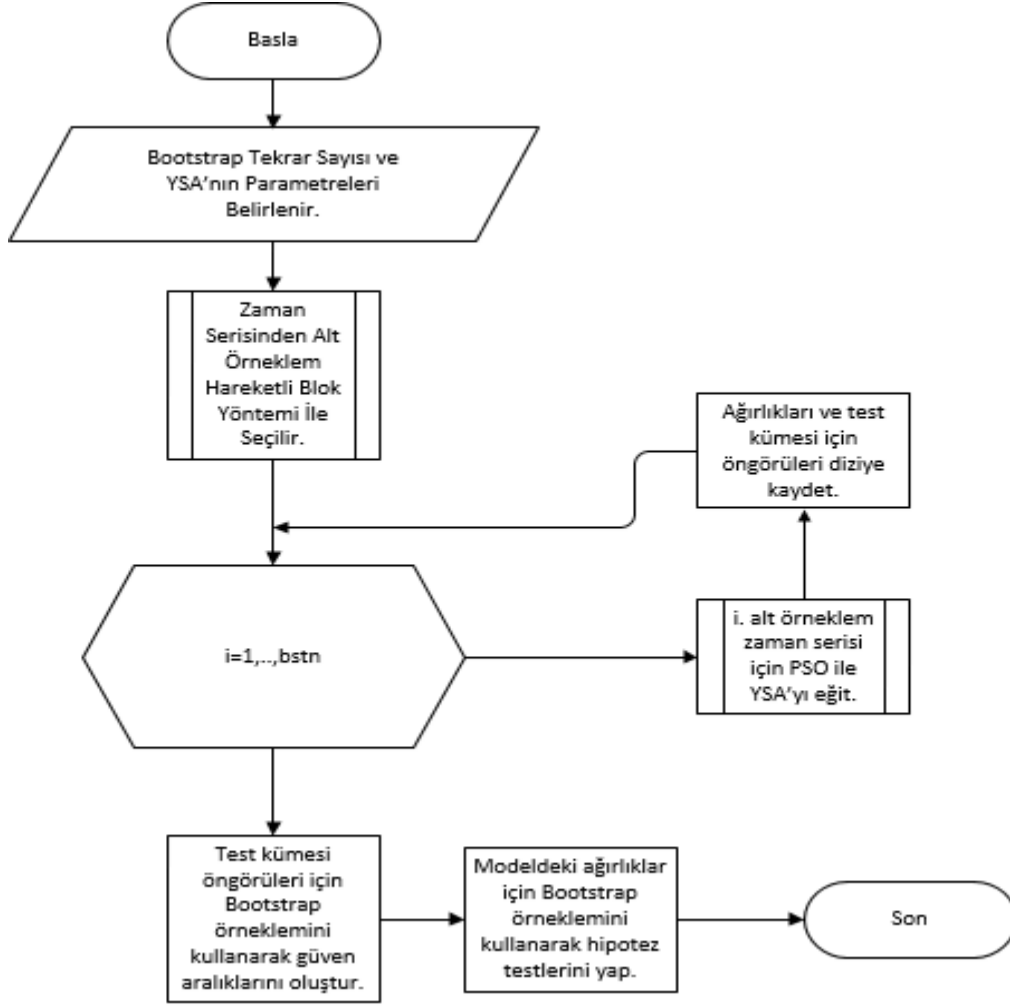 Basla
Bootstrap Tekrar Sayısı ve
YSA'nın Parametreleri
Belirlenir.
Zaman
Serisinden Alt
Örneklem
Hareketli Blok
Yöntemi İle
Seçilir.
Ağırlıkları ve test
kümesi için
öngörüleri diziye
kaydet.
i=1,..,bstn
i. alt örneklem
zaman serisi
için PSO ile
YSA'yı eğit.
Test kümesi
öngörüleri için
Bootstrap
örneklemini
kullanarak güven
aralıklarını oluştur.
Modeldeki ağırlıklar
için Bootstrap
örneklemini
kullanarak hipotez
testlerini yap.
Son